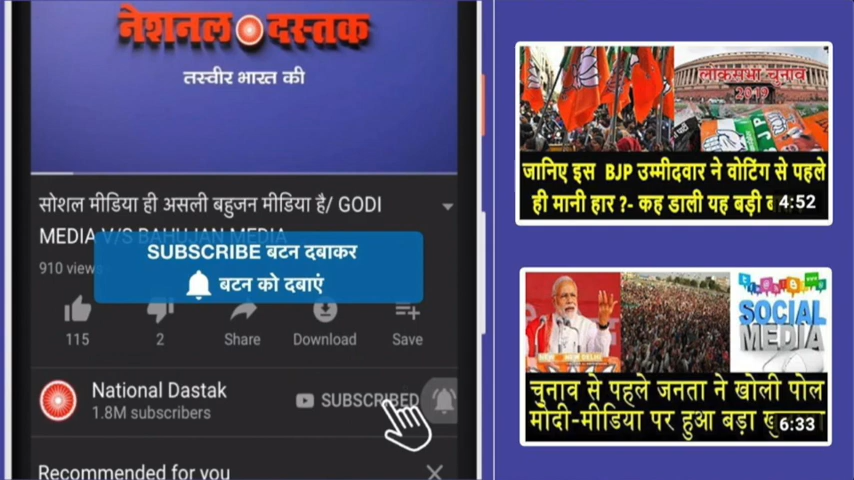 नेशनल दस्तक
तस्वीर भारत की
सोशल मीडिया ही असली बहुजन मीडिया है/ GODI
MEDIA V/S BAHUJAN MEDIA
910 views
SUBSCRIBE बटन दबाकर
बटन को दबाएं
115
2
Share
Download
Save
National Dastak
1.8M subscribers
SUBSCRIBED
Recommended for you
लोकसभा चुनाव
2019
BJP
जानिए इस BJP उम्मीदवार ने वोटिंग से पहले
ही मानी हार ?- कह डाली यह बड़ी
4:52
NEW DELHI
SOCIAL
MEDIA
चुनाव से पहले जनता ने खोली पोल
मोदी-मीडिया पर हुआ बड़ा
6:33